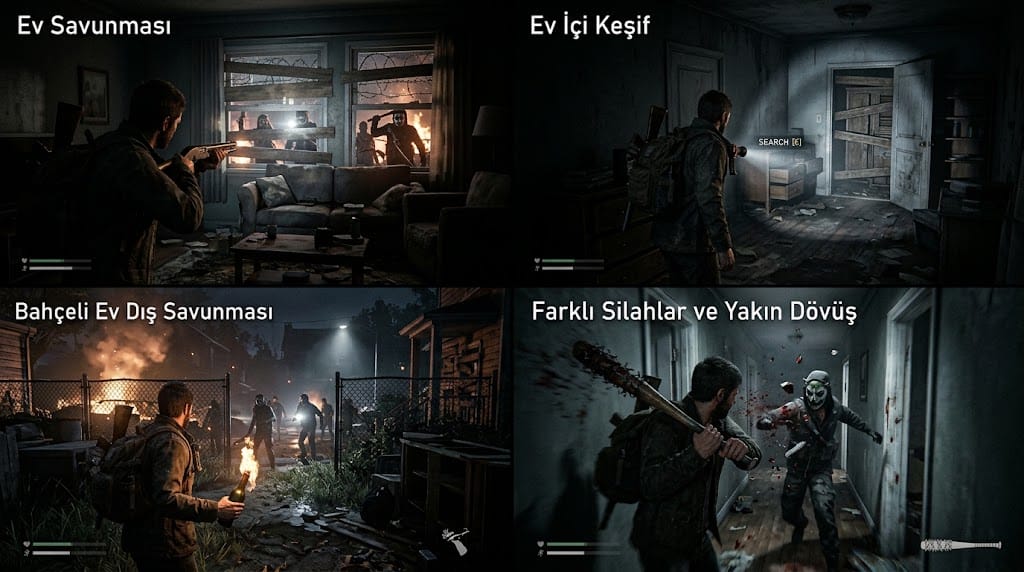 Ev Savunması
Ev İçi Keşif
SEARCH [E]
Bahçeli Ev Dış Savunması
Farklı Silahlar ve Yakın Dövüş